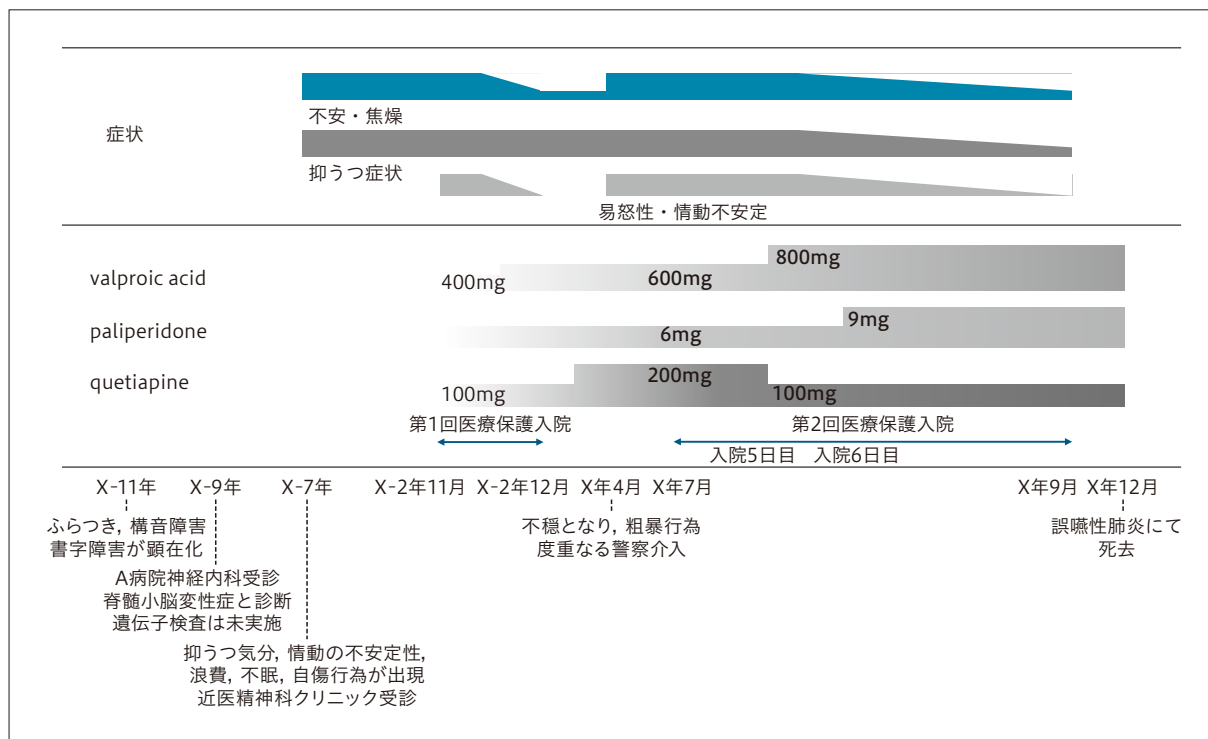 症状
不安・焦燥
抑うつ症状
易怒性・情動不安定
valproic acid
400mg
600mg
800mg
paliperidone
6mg
9mg
quetiapine
100mg
200mg
100mg
第1回医療保護入院
第2回医療保護入院
入院5日目 入院6日目
X-11年 X-9年 X-7年 X-2年11月 X-2年12月 X年4月 X年7月 X年9月 X年12月
ふらつき, 構音障害
書字障害が顕在化
A病院神経内科受診
脊髄小脳変性症と診断
遺伝子検査は未実施
抑うつ気分, 情動の不安定性,
浪費, 不眠, 自傷行為が出現
近医精神科クリニック受診
不穏となり, 粗暴行為
度重なる警察介入
誤嚥性肺炎にて
死去